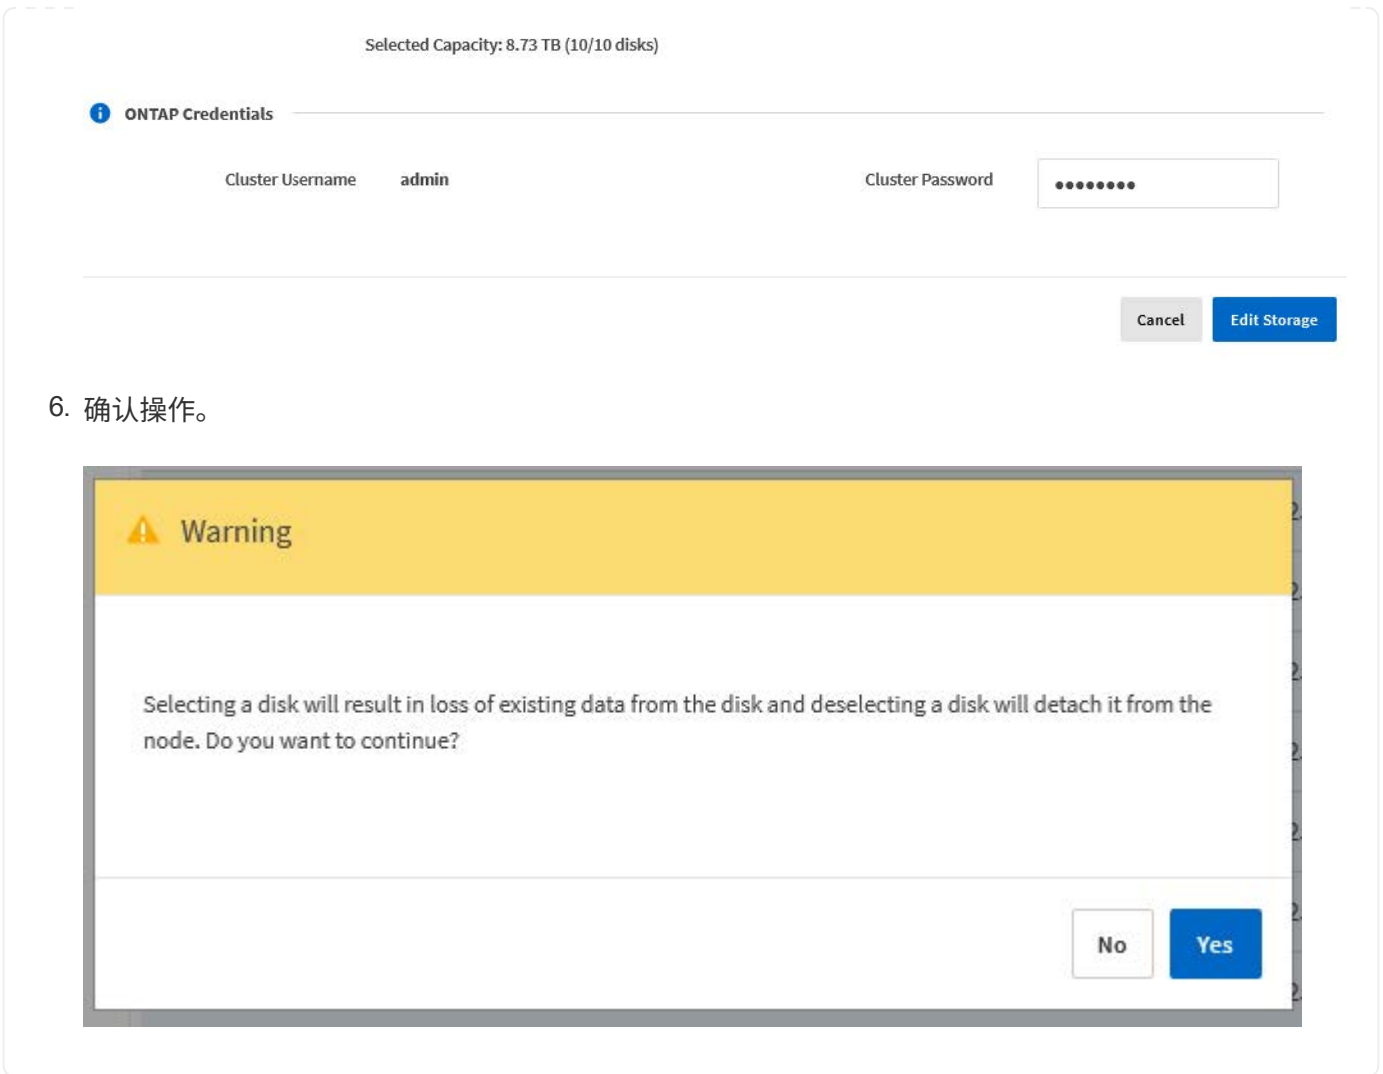 Selected Capacity: 8.73 TB (10/10 disks)
ONTAP Credentials
Cluster Username admin Cluster Password ••••••••
Cancel Edit Storage
6. 确认操作。
Warning
Selecting a disk will result in loss of existing data from the disk and deselecting a disk will detach it from the
node. Do you want to continue?
No Yes